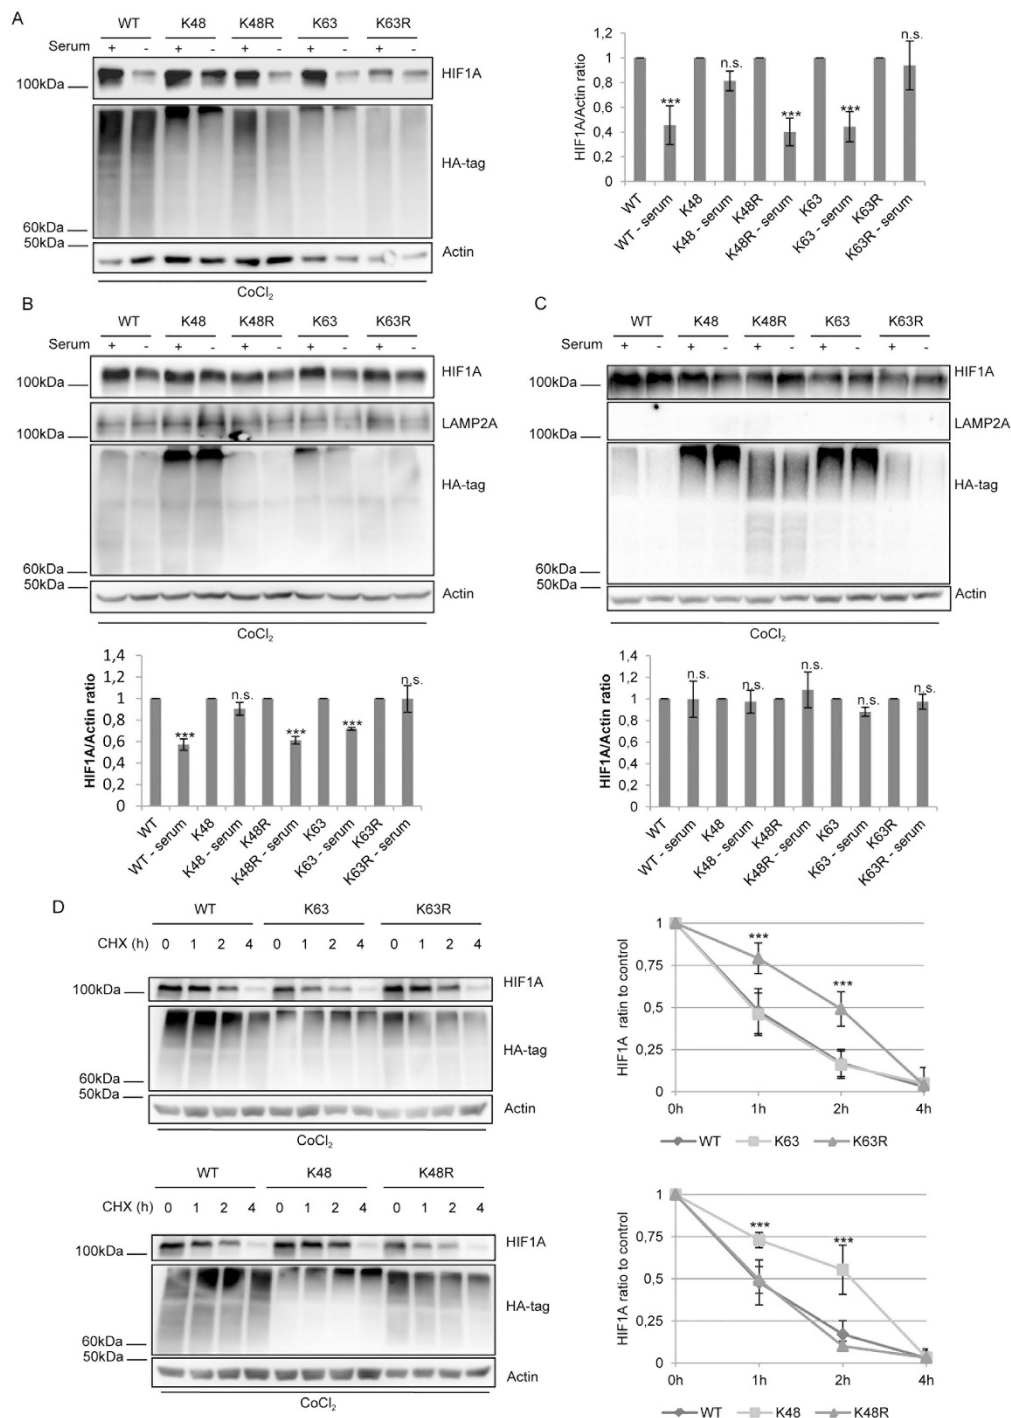 A
WT K48 K48R K63 K63R
Serum + - + - + - + - + -
HIF1A
100kDa
HA-tag
60kDa
50kDa
Actin
CoCl2
HIF1A/Actin ratio
1,2
1
0,8
0,6
0,4
0,2
0
*** n.s. *** *** n.s.
WT
WT - serum
K48
K48 - serum
K48R
K48R - serum
K63
K63 - serum
K63R
K63R - serum
B
WT K48 K48R K63 K63R
Serum + - + - + - + - + -
HIF1A
100kDa
LAMP2A
100kDa
HA-tag
60kDa
50kDa
Actin
CoCl2
HIF1A/Actin ratio
1,4
1,2
1
0,8
0,6
0,4
0,2
0
*** n.s. *** *** n.s.
WT
WT - serum
K48
K48 - serum
K48R
K48R - serum
K63
K63 - serum
K63R
K63R - serum
C
WT K48 K48R K63 K63R
Serum + - + - + - + - + -
HIF1A
100kDa
LAMP2A
100kDa
HA-tag
60kDa
50kDa
Actin
CoCl2
HIF1A/Actin ratio
1,4
1,2
1
0,8
0,6
0,4
0,2
0
n.s. n.s. n.s. n.s. n.s.
WT
WT - serum
K48
K48 - serum
K48R
K48R - serum
K63
K63 - serum
K63R
K63R - serum
D
WT K63 K63R
CHX (h) 0 1 2 4 0 1 2 4 0 1 2 4
HIF1A
100kDa
HA-tag
60kDa
50kDa
Actin
CoCl2
HIF1A ratin to control
1
0,75
0,5
0,25
0
***
***
0h 1h 2h 4h
WT K63 K63R
WT K48 K48R
CHX (h) 0 1 2 4 0 1 2 4 0 1 2 4
HIF1A
100kDa
HA-tag
60kDa
50kDa
Actin
CoCl2
HIF1A ratio to control
1
0,75
0,5
0,25
0
***
***
0h 1h 2h 4h
WT K48 K48R